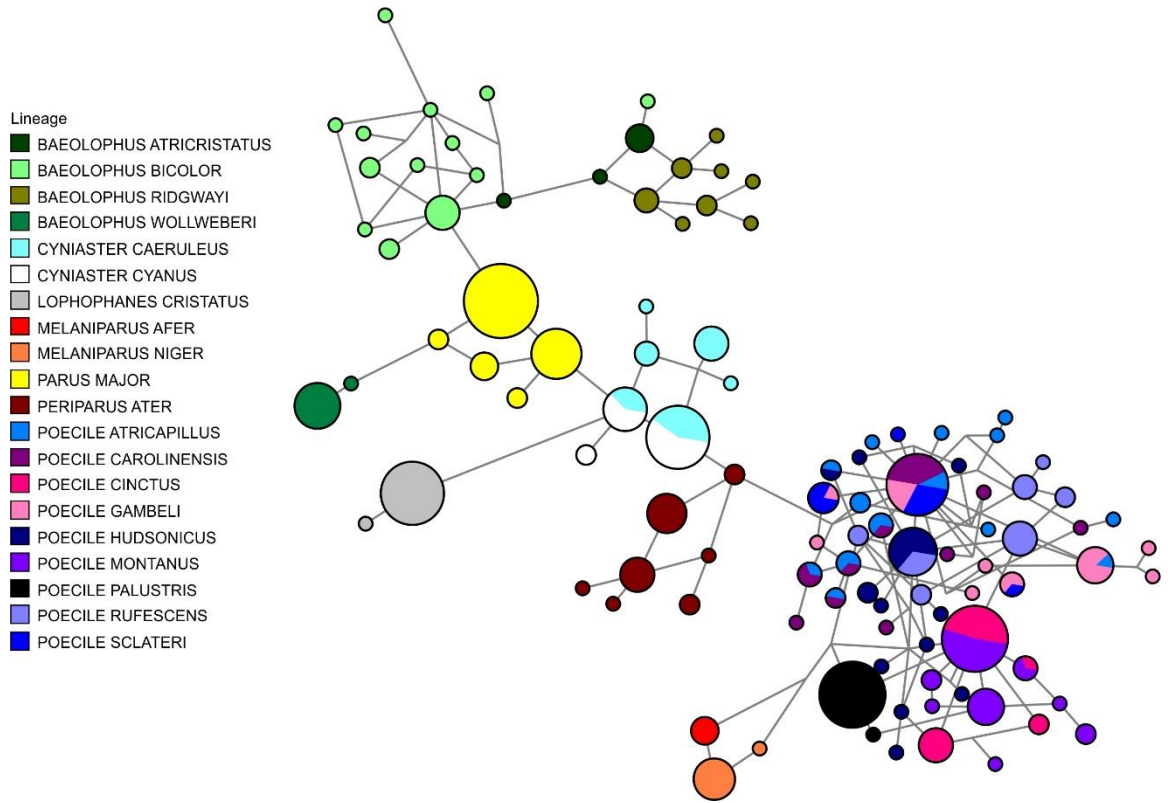 Lineage
BAEOLOPHUS ATRICRISTATUS
BAEOLOPHUS BICOLOR
BAEOLOPHUS RIDGWAYI
BAEOLOPHUS WOLLWEBERI
CYNIASTER CAERULEUS
CYNIASTER CYANUS
LOPHOPHANES CRISTATUS
MELANIPARUS AFER
MELANIPARUS NIGER
PARUS MAJOR
PERIPARUS ATER
POECILE ATRICAPILLUS
POECILE CAROLINENSIS
POECILE CINCTUS
POECILE GAMBELI
POECILE HUDSONICUS
POECILE MONTANUS
POECILE PALUSTRIS
POECILE RUFESCENS
POECILE SCLATERI